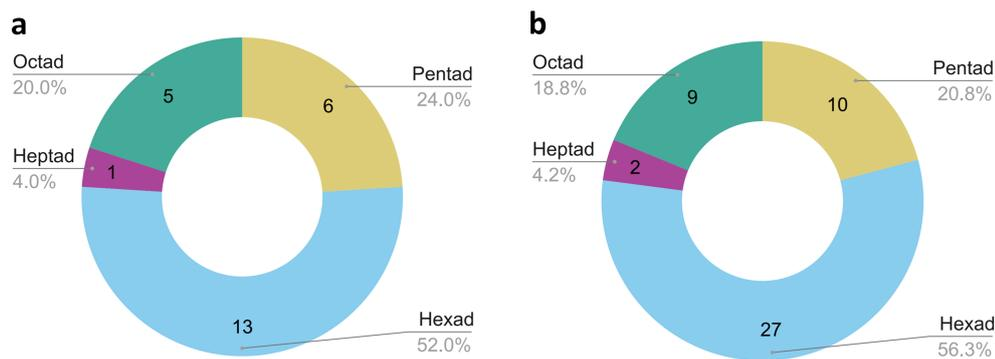 a
Octad
20.0%
5
Pentad
24.0%
6
Heptad
4.0%
1
13
Hexad
52.0%
b
Octad
18.8%
9
Pentad
20.8%
10
Heptad
4.2%
2
27
Hexad
56.3%